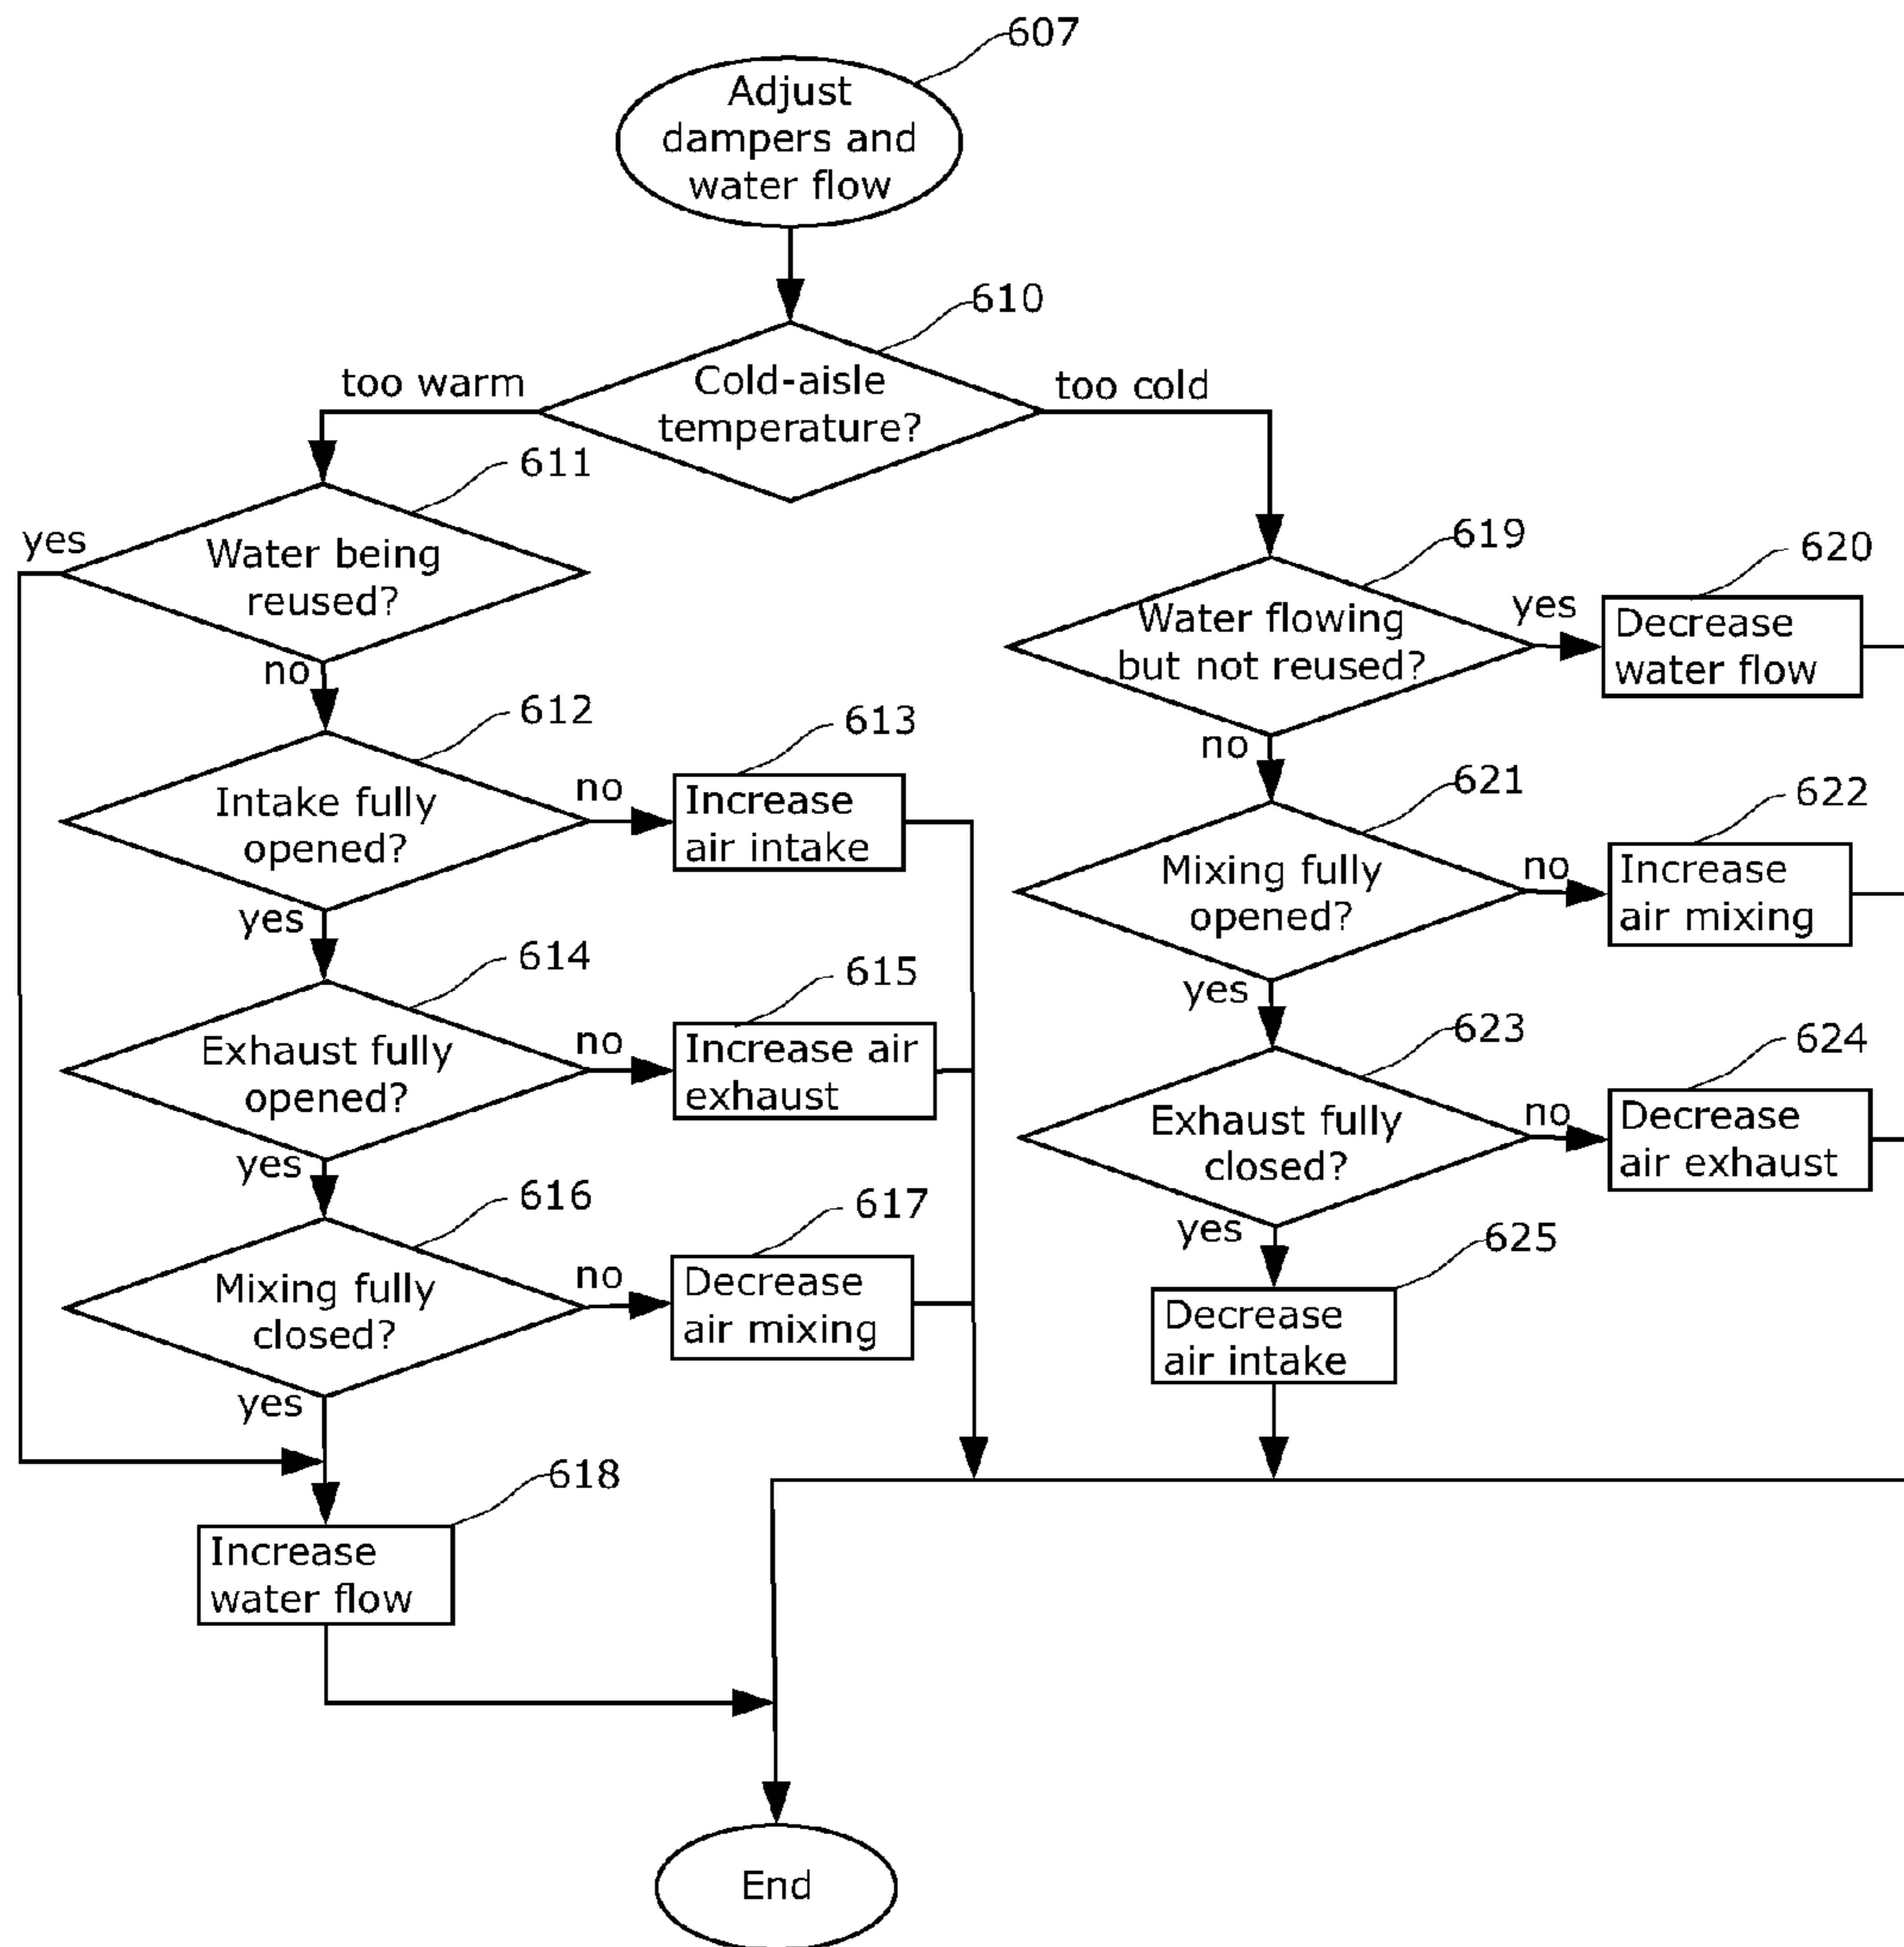 607
Adjust
dampers and
water flow
610
Cold-aisle
temperature?
too warm
too cold
611
Water being
reused?
yes
no
612
Intake fully
opened?
no
613
Increase
air intake
yes
614
Exhaust fully
opened?
no
615
Increase air
exhaust
yes
616
Mixing fully
closed?
no
617
Decrease
air mixing
yes
618
Increase
water flow
619
Water flowing
but not reused?
yes
620
Decrease
water flow
no
621
Mixing fully
opened?
no
622
Increase
air mixing
yes
623
Exhaust fully
closed?
no
624
Decrease
air exhaust
yes
625
Decrease
air intake
End